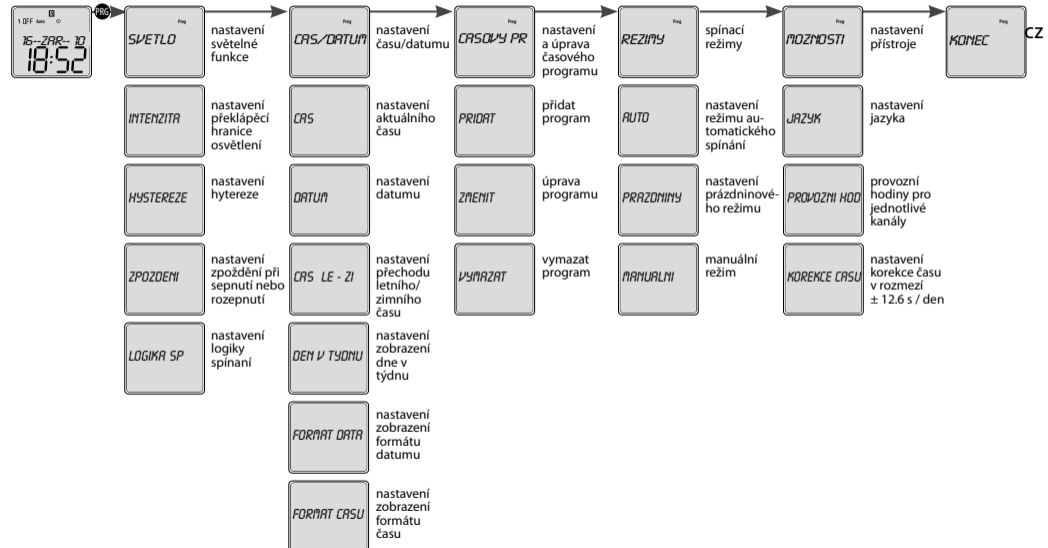 1 OFF Auto
16--ZAR-- 10
18:52
PRG
Prog
SVETLO
nastavení
světelné
funkce
Prog
CAS/DATUM
nastavení
času/datumu
Prog
CASOVY PR
nastavení
a úprava
časového
programu
Prog
REZIMY
spínací
režimy
Prog
MOZNOSTI
nastavení
přístroje
Prog
KONEC
CZ
INTENZITA
nastavení
překlápěcí
hranice
osvětlení
CAS
nastavení
aktuálního
času
PRIDAT
přidat
program
AUTO
nastavení
režimu au-
tomatického
spínání
JAZYK
nastavení
jazyka
HYSTEREZE
nastavení
hytereze
DATUM
nastavení
datumu
ZMENIT
úprava
programu
PRAZDNINY
nastavení
prázdninové-
ho režimu
PROVOZNI HOD
provozní
hodiny pro
jednotlivé
kanály
ZPOZDENI
nastavení
zpoždění při
sepnutí nebo
rozepnutí
CAS LE - ZI
nastavení
přechodu
letního/
zimního
času
VYMAZAT
vymazat
program
MANUALNI
manuální
režim
KOREKCE CASU
nastavení
korekce času
v rozmezí
± 12.6 s / den
LOGIKA SP
nastavení
logiky
spínaní
DEN V TYDNU
nastavení
zobrazení
dne v
týdnu
FORMAT DATA
nastavení
zobrazení
formátu
datumu
FORMAT CASU
nastavení
zobrazení
formátu
času